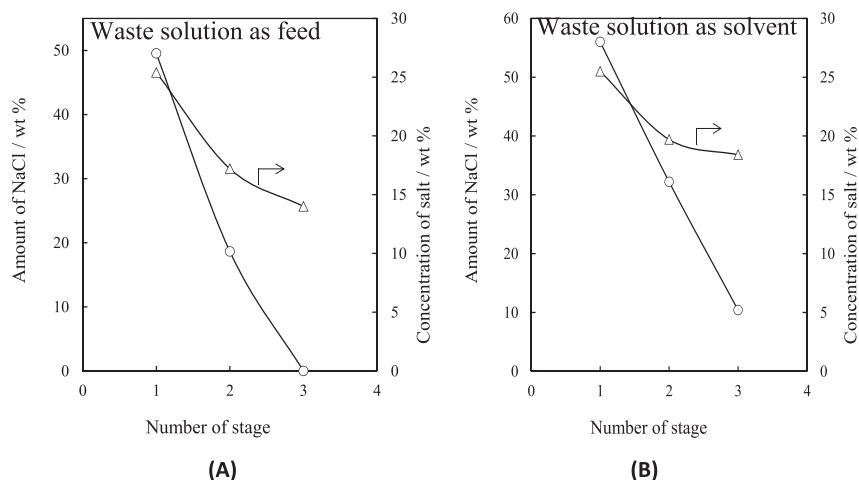 Waste solution as feed
50
40
30
20
10
0
Amount of NaCl / wt %
30
25
20
15
10
5
0
Concentration of salt / wt %
0 1 2 3 4
Number of stage
(A)
Waste solution as solvent
60
50
40
30
20
10
0
Amount of NaCl / wt %
30
25
20
15
10
5
0
Concentration of salt / wt %
0 1 2 3 4
Number of stage
(B)